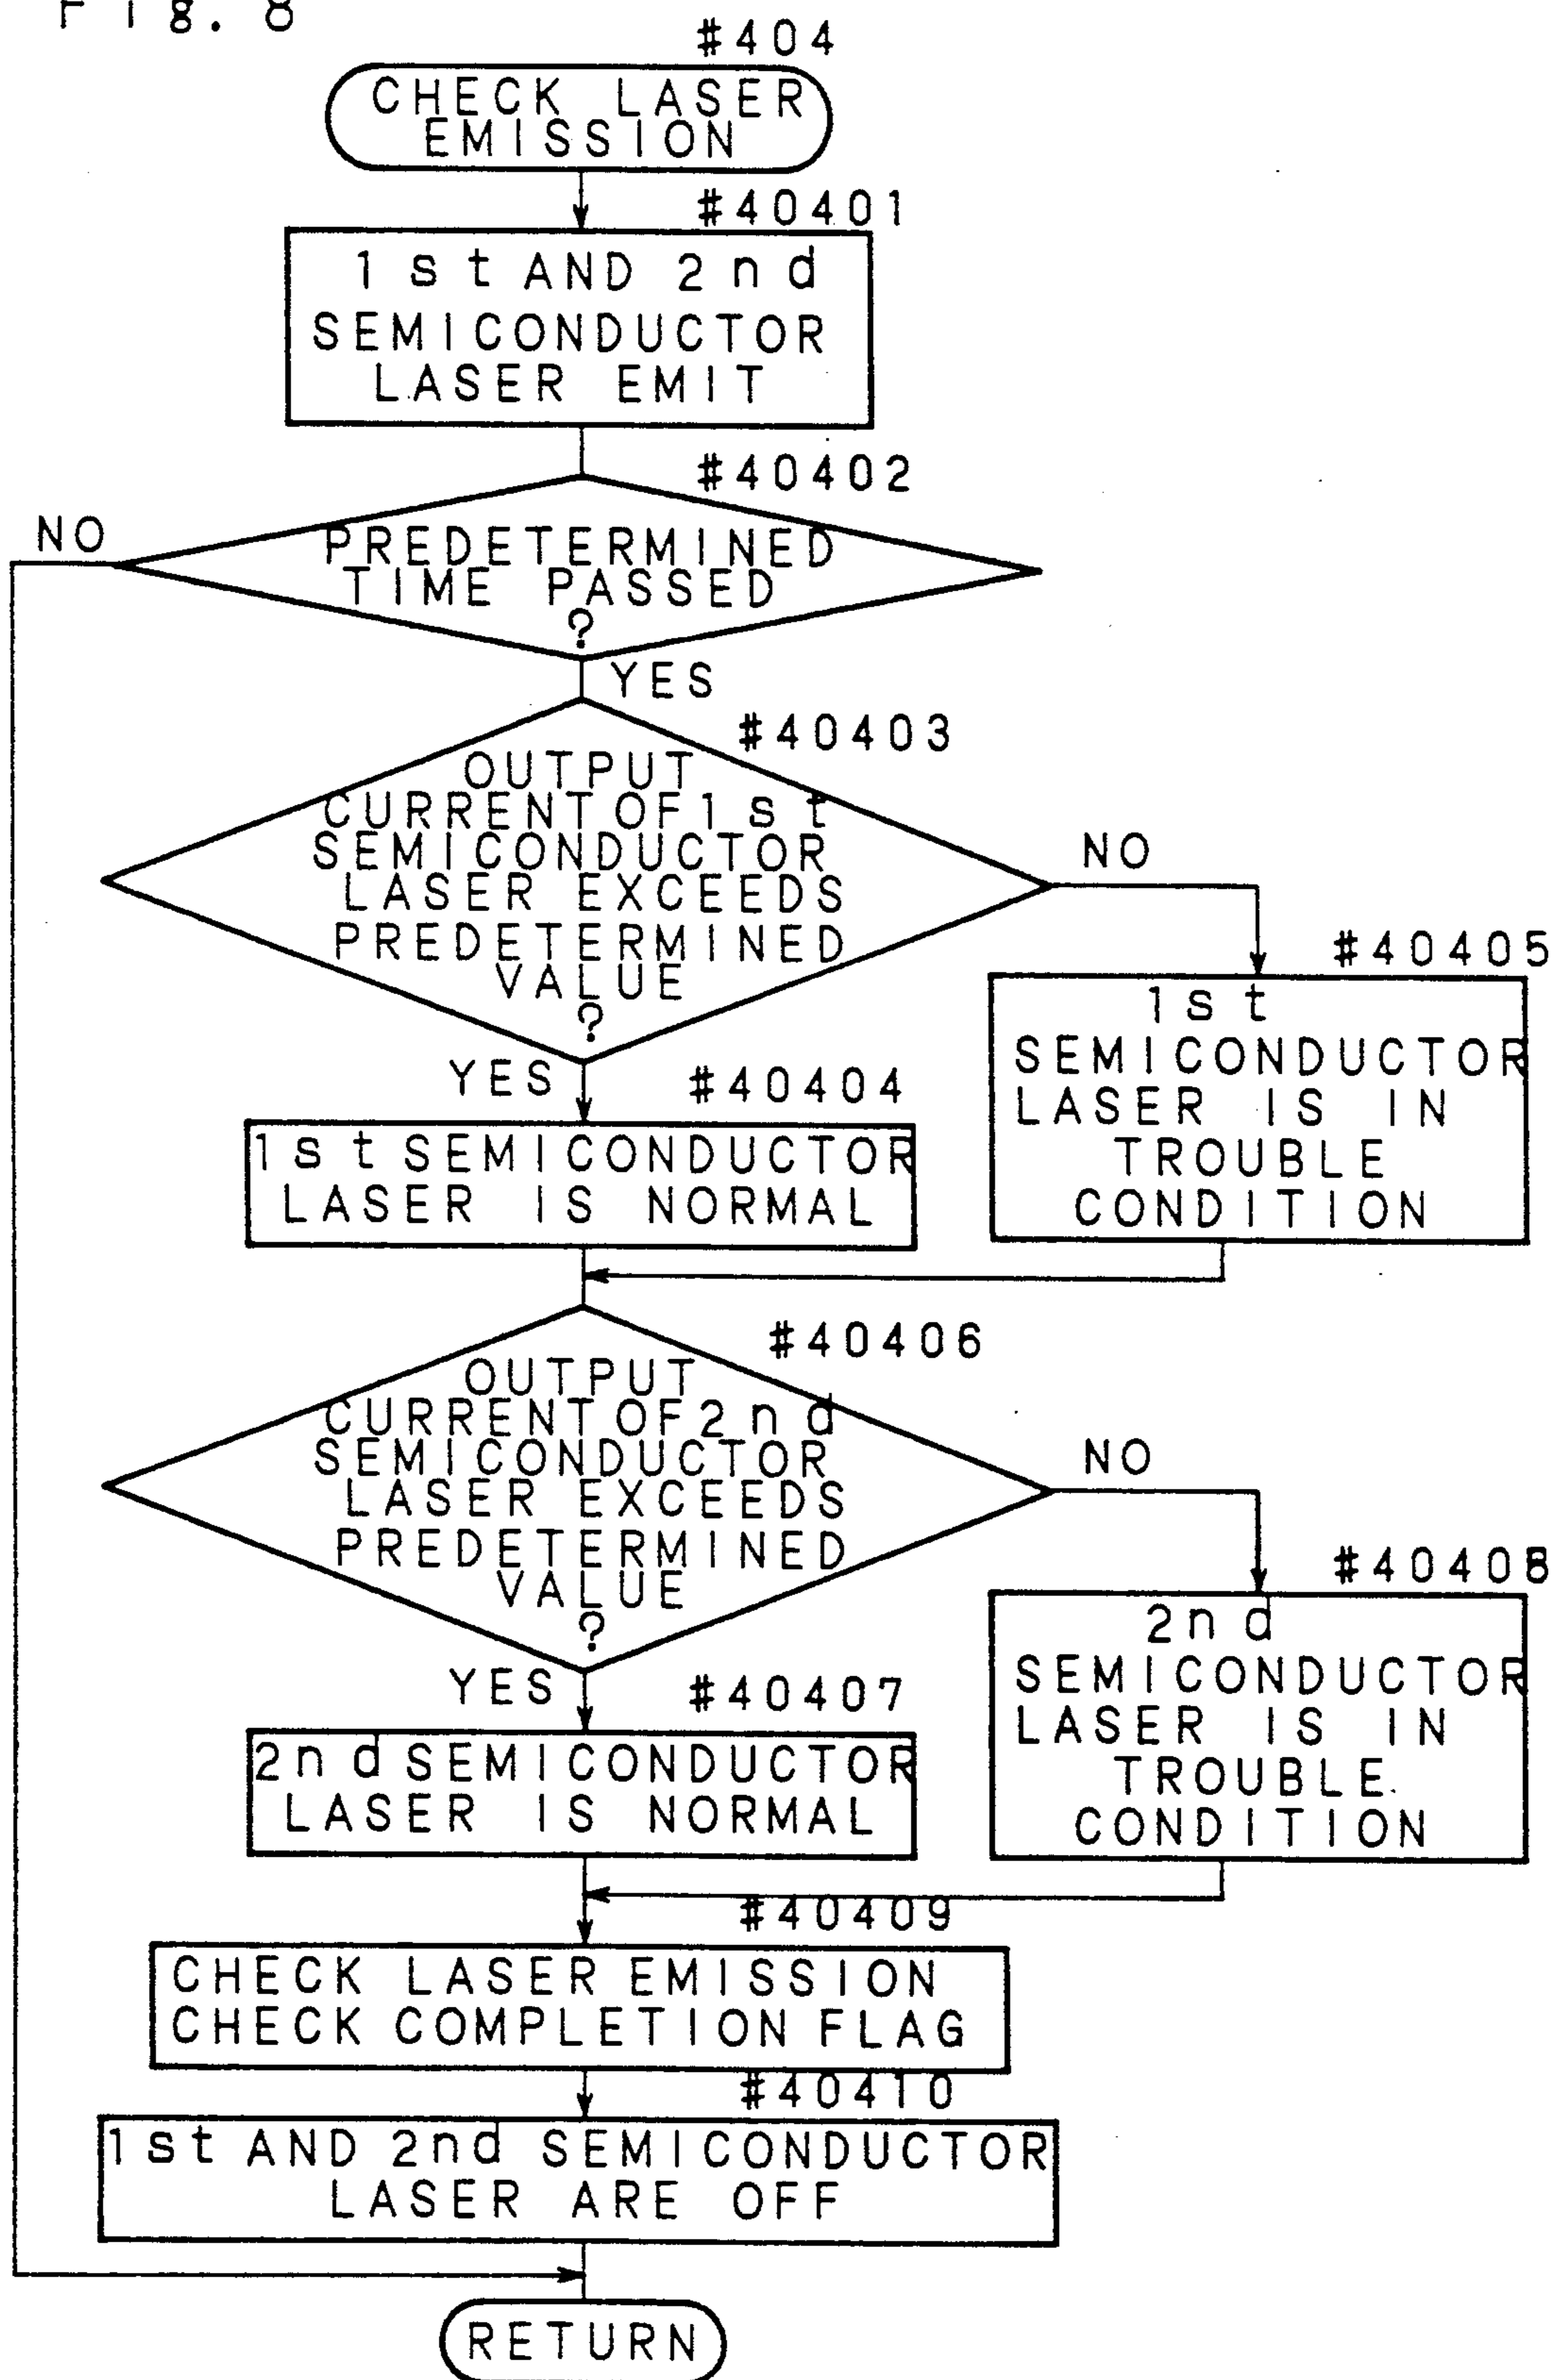 Fig. 8
#404
CHECK LASER
EMISSION
#40401
1st AND 2nd
SEMICONDUCTOR
LASER EMIT
#40402
NO
PREDETERMINED
TIME PASSED
?
YES
#40403
OUTPUT
CURRENT OF 1st
SEMICONDUCTOR
LASER EXCEEDS
PREDETERMINED
VALUE
?
NO
#40405
1st
SEMICONDUCTOR
LASER IS IN
TROUBLE
CONDITION
YES
#40404
1st SEMICONDUCTOR
LASER IS NORMAL
#40406
OUTPUT
CURRENT OF 2nd
SEMICONDUCTOR
LASER EXCEEDS
PREDETERMINED
VALUE
?
NO
#40408
2nd
SEMICONDUCTOR
LASER IS IN
TROUBLE
CONDITION
YES
#40407
2nd SEMICONDUCTOR
LASER IS NORMAL
#40409
CHECK LASER EMISSION
CHECK COMPLETION FLAG
#40410
1st AND 2nd SEMICONDUCTOR
LASER ARE OFF
RETURN